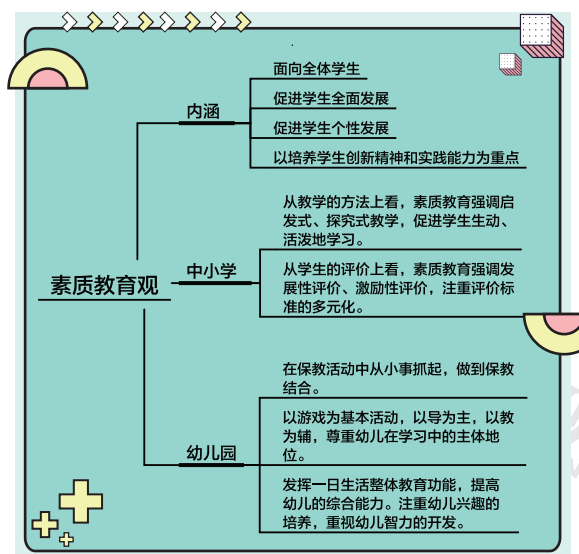 面向全体学生
促进学生全面发展
内涵
促进学生个性发展
以培养学生创新精神和实践能力为重点
从教学的方法上看，素质教育强调启
发式、探究式教学，促进学生生动、
活泼地学习。
中小学
从学生的评价上看，素质教育强调发
展性评价、激励性评价，注重评价标
准的多元化。
素质教育观
在保教活动中从小事抓起，做到保教
结合。
以游戏为基本活动，以导为主，以教
为辅，尊重幼儿在学习中的主体地
位。
幼儿园
发挥一日生活整体教育功能，提高
幼儿的综合能力。注重幼儿兴趣的
培养，重视幼儿智力的开发。